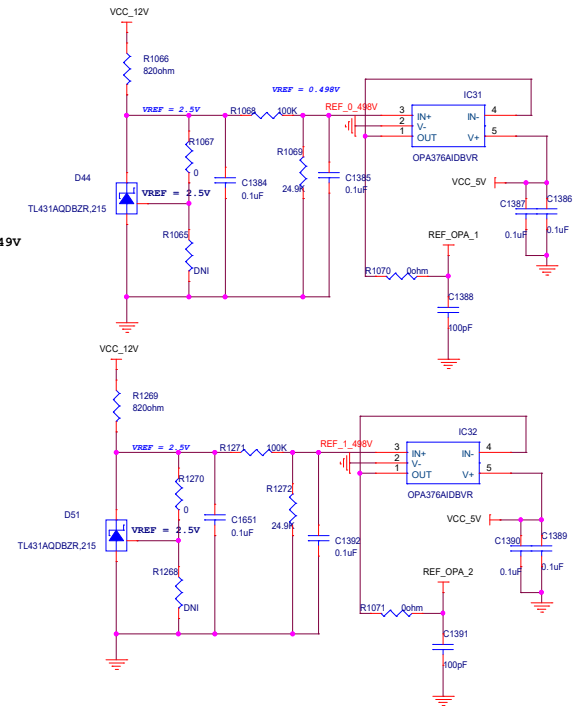 VCC_12V
R1066
820ohm
VREF = 0.498V
IC31
VREF = 2.5V
R1068
100K
REF_0_498V
3
IN+
IN-
4
2
V-
1
OUT
V+
5
OPA376AIDBVR
R1067
0
R1069
24.9K
C1385
0.1uF
C1384
0.1uF
D44
VREF = 2.5V
TL431AQDBZR,215
VCC_5V
C1387
C1386
0.1uF
0.1uF
R1065
DNI
49V
REF_OPA_1
R1070
0ohm
C1388
100pF
VCC_12V
R1269
820ohm
IC32
VREF = 2.5V
R1271
100K
REF_1_498V
3
IN+
IN-
4
2
V-
1
OUT
V+
5
OPA376AIDBVR
R1270
0
R1272
24.9K
C1651
0.1uF
D51
VREF = 2.5V
TL431AQDBZR,215
C1392
0.1uF
VCC_5V
C1390
C1389
0.1uF
0.1uF
R1268
DNI
REF_OPA_2
R1071
0ohm
C1391
100pF